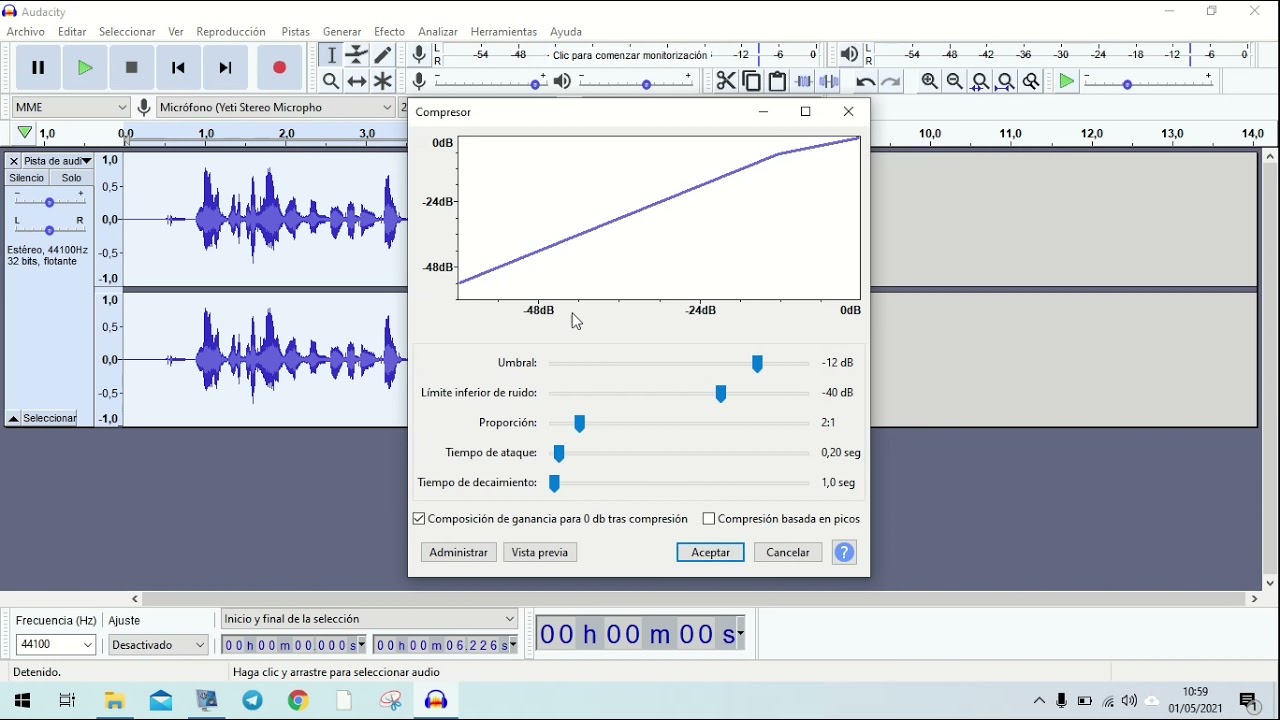 Audacity
Archivo Editar Seleccionar Ver Reproducción Pistas Generar Efecto Analizar Herramientas Ayuda
L
R
-54 -48 - Clic para comenzar monitorización -12 -6 0
L
R
-54 -48 -42 -36 -30 -24 -18 -12 -6 0
- +
- +
- +
MME
Micrófono (Yeti Stereo Micropho
2
1,0 0,0 1,0 2,0 3,0 10,0 11,0 12,0 13,0 14,0
Compresor
0dB
-24dB
-48dB
-48dB -24dB 0dB
Umbral: -12 dB
Límite inferior de ruido: -40 dB
Proporción: 2:1
Tiempo de ataque: 0,20 seg
Tiempo de decaimiento: 1,0 seg
Composición de ganancia para 0 db tras compresión Compresión basada en picos
Administrar Vista previa Aceptar Cancelar ?
Pista de audi
Silencio Solo
- +
L R
Estéreo, 44100Hz
32 bits, flotante
Seleccionar
1,0
0,5
0,0
-0,5
-1,0
1,0
0,5
0,0
-0,5
-1,0
Frecuencia (Hz) Ajuste Inicio y final de la selección
44100 Desactivado 00 h 00 m 00.000 s 00 h 00 m 06.226 s
00 h 00 m 00 s
Detenido. Haga clic y arrastre para seleccionar audio
10:59
01/05/2021
1